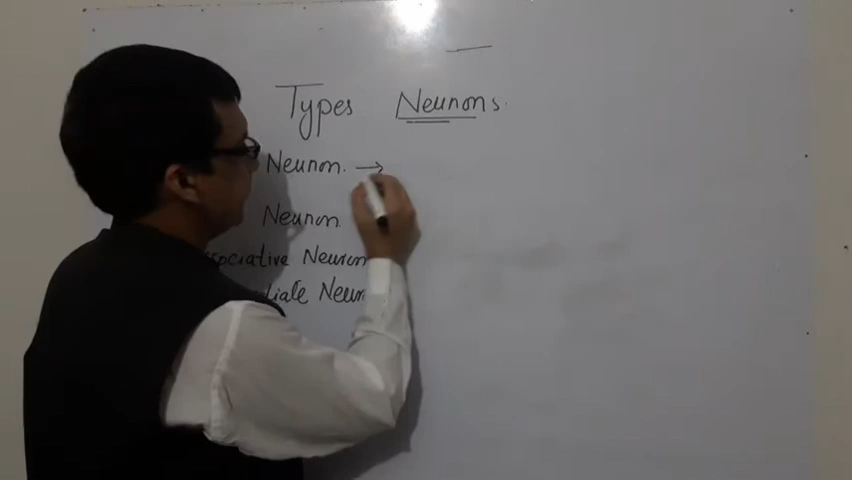 Types Neurons.
Neuron. →
Neuron.
ssociative Neuron
diate Neur